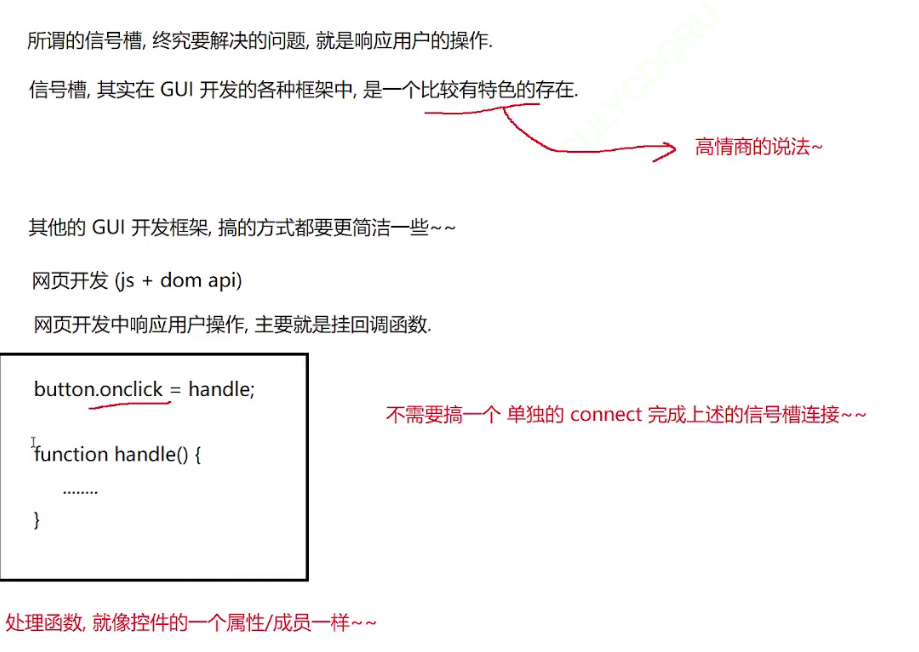 所谓的信号槽, 终究要解决的问题, 就是响应用户的操作.
信号槽, 其实在 GUI 开发的各种框架中, 是一个比较有特色的存在.
高情商的说法~
其他的 GUI 开发框架, 搞的方式都要更简洁一些~~
网页开发 (js + dom api)
网页开发中响应用户操作, 主要就是挂回调函数.
button.onclick = handle;
不需要搞一个 单独的 connect 完成上述的信号槽连接~~
function handle() {
........
}
处理函数, 就像控件的一个属性/成员一样~~